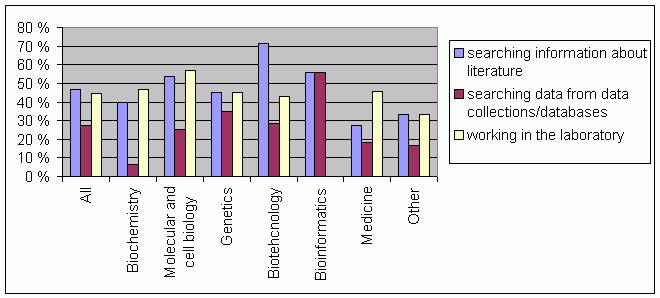 80 %
70 %
60 %
50 %
40 %
30 %
20 %
10 %
0 %
All
Biochemistry
Molecular and
cell biology
Genetics
Biotehcnology
Bioinformatics
Medicine
Other
searching information about
literature
searching data from data
collections/databases
working in the laboratory